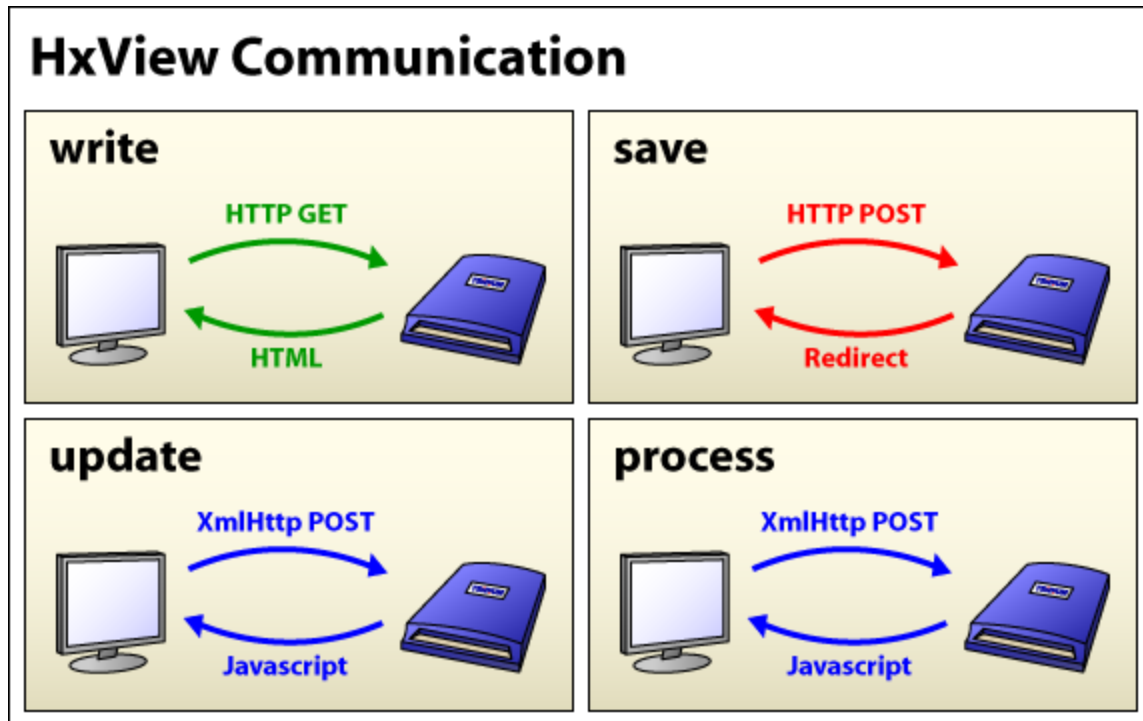 HxView Communication
write
HTTP GET
HTML
save
HTTP POST
Redirect
update
XmlHttp POST
Javascript
process
XmlHttp POST
Javascript